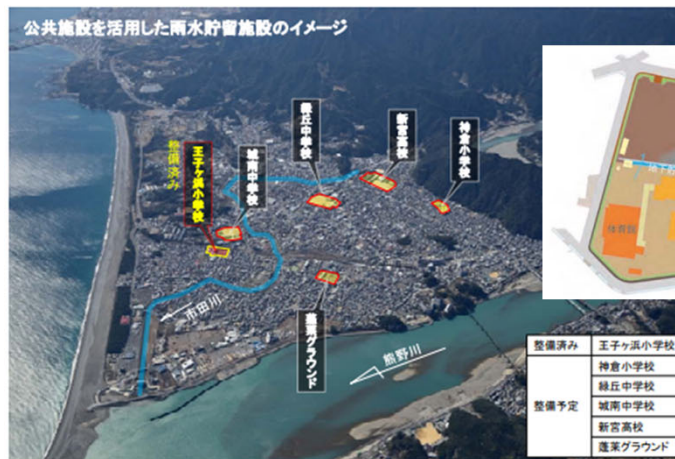 公共施設を活用した雨水貯留施設のイメージ
整備済み
王子ヶ浜小学校
城南中学校
緑丘中学校
新宮高校
神倉小学校
蓬莱グラウンド
市田川
熊野川
体育館
整備済み 王子ヶ浜小学校
整備予定
神倉小学校
緑丘中学校
城南中学校
新宮高校
蓬莱グラウンド